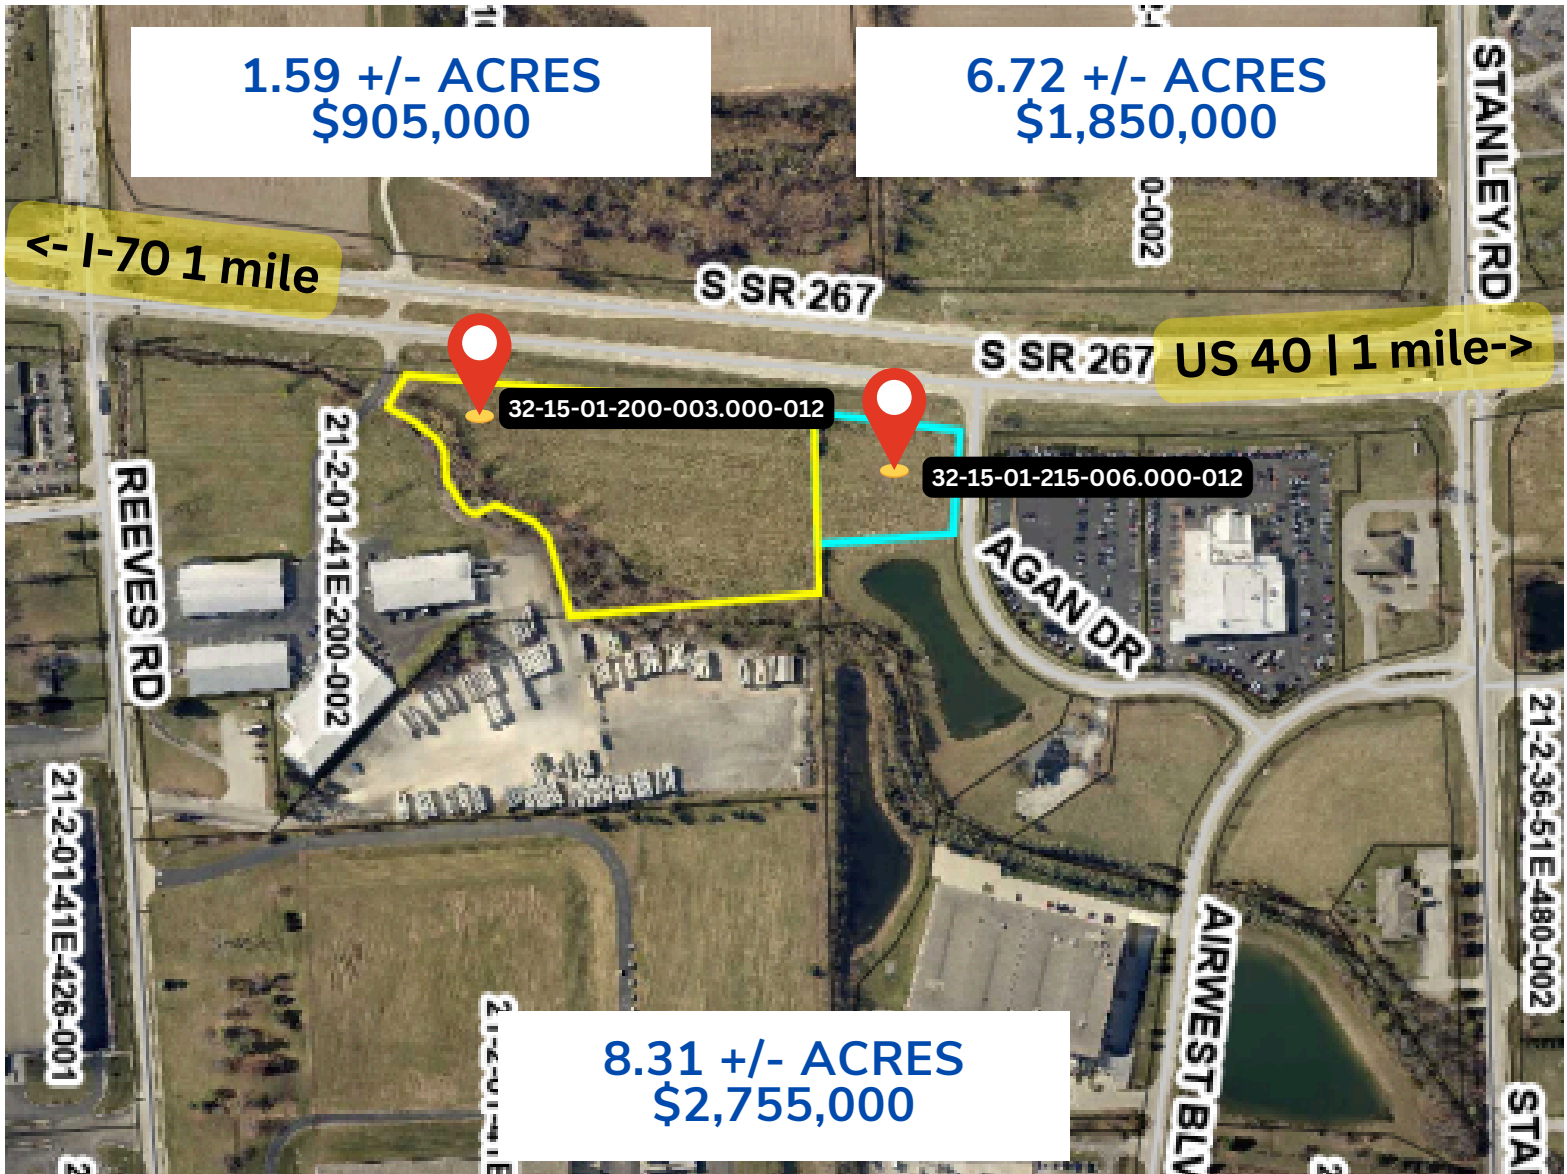 1.59 +/- ACRES
$905,000
6.72 +/- ACRES
$1,850,000
0-002
STANLEY RD
<- I-70 1 mile
S SR 267
S SR 267
US 40 | 1 mile->
32-15-01-200-003.000-012
32-15-01-215-006.000-012
21-2-01-41E-200-002
REEVES RD
AGAN DR
21-2-01-41E-426-001
21-2-36-51E-480-002
AIRWEST BLV
8.31 +/- ACRES
$2,755,000
STA